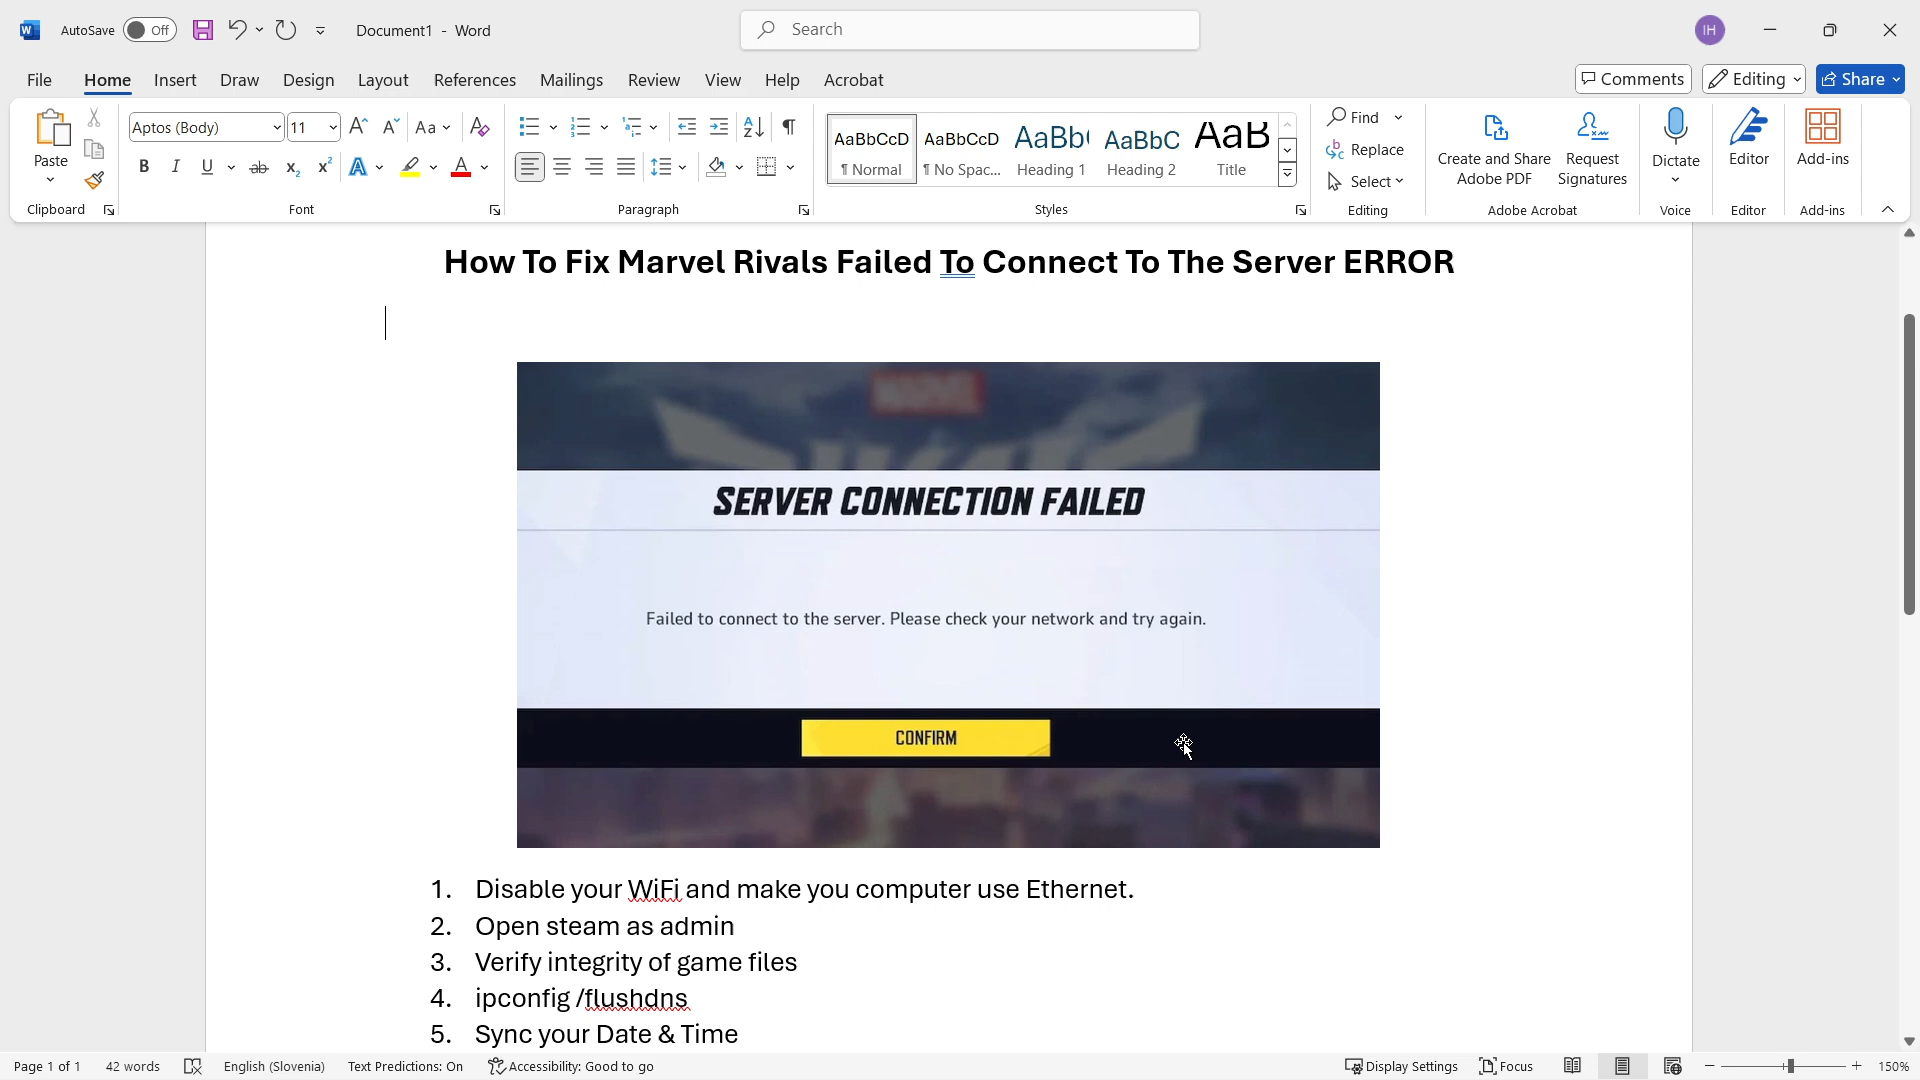 AutoSave Off Document1 - Word Search IH
File Home Insert Draw Design Layout References Mailings Review View Help Acrobat Comments Editing Share
Paste
Clipboard
Aptos (Body) 11
Font
Paragraph
AaBbCcD AaBbCcD AaBb( AaBbC AaB
¶ Normal ¶ No Spac... Heading 1 Heading 2 Title
Styles
Find
Replace
Select
Editing
Create and Share Adobe PDF
Request Signatures
Adobe Acrobat
Dictate
Voice
Editor
Editor
Add-ins
Add-ins
How To Fix Marvel Rivals Failed To Connect To The Server ERROR
MARVEL
SERVER CONNECTION FAILED
Failed to connect to the server. Please check your network and try again.
CONFIRM
1. Disable your WiFi and make you computer use Ethernet.
2. Open steam as admin
3. Verify integrity of game files
4. ipconfig /flushdns
5. Sync your Date & Time
Page 1 of 1 42 words English (Slovenia) Text Predictions: On Accessibility: Good to go Display Settings Focus 150%